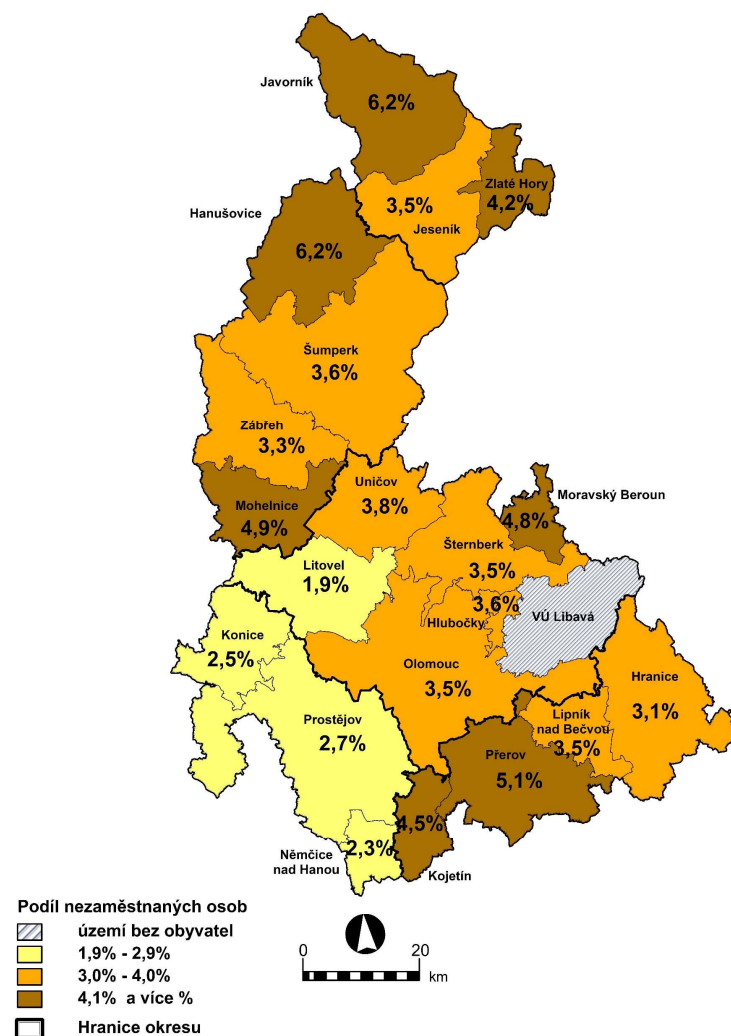 Javorník
6,2%
Zlaté Hory
4,2%
3,5%
Jeseník
Hanušovice
6,2%
Šumperk
3,6%
Zábřeh
3,3%
Uničov
3,8%
Moravský Beroun
4,8%
Mohelnice
4,9%
Šternberk
3,5%
Litovel
1,9%
3,6%
Hlubočky
VÚ Libavá
Konice
2,5%
Olomouc
3,5%
Hranice
3,1%
Prostějov
2,7%
Lipník
nad Bečvou
3,5%
Přerov
5,1%
4,5%
Kojetín
2,3%
Němčice
nad Hanou
Podíl nezaměstnaných osob
území bez obyvatel
1,9% - 2,9%
3,0% - 4,0%
4,1% a více %
Hranice okresu
0 20
km